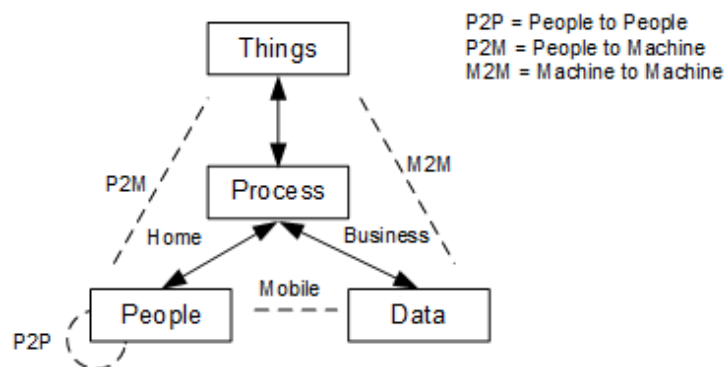 P2P = People to People
P2M = People to Machine
M2M = Machine to Machine
Things
P2M
M2M
Process
Home
Business
Mobile
People
Data
P2P